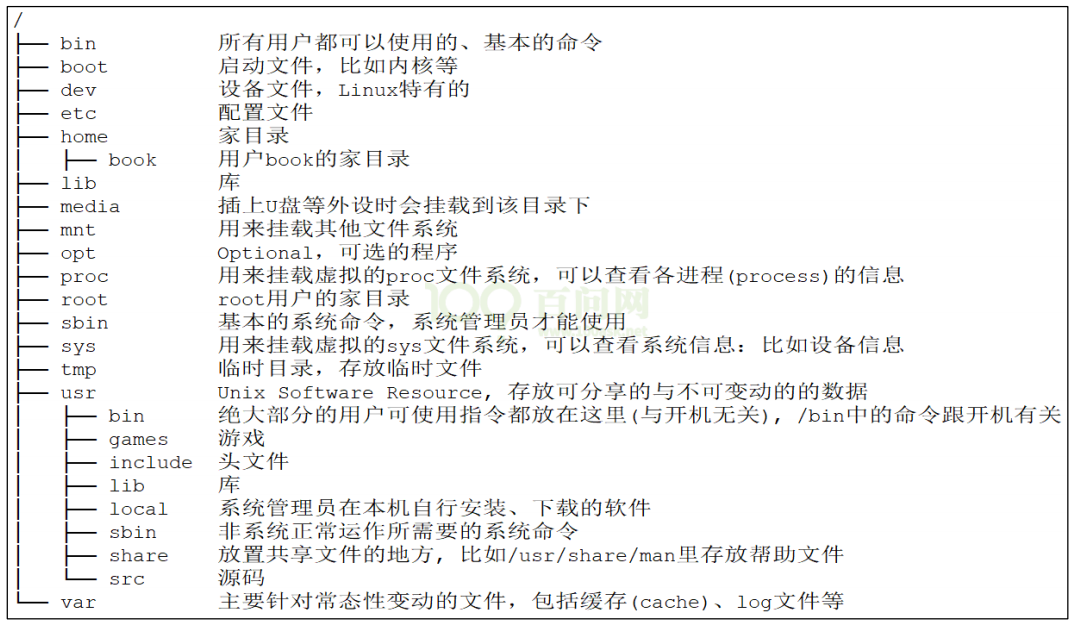 /
├── bin 所有用户都可以使用的、基本的命令
├── boot 启动文件，比如内核等
├── dev 设备文件，Linux特有的
├── etc 配置文件
├── home 家目录
│   ├── book 用户book的家目录
├── lib 库
├── media 插上U盘等外设时会挂载到该目录下
├── mnt 用来挂载其他文件系统
├── opt Optional，可选的程序
├── proc 用来挂载虚拟的proc文件系统，可以查看各进程(process)的信息
├── root root用户的家目录
├── sbin 基本的系统命令，系统管理员才能使用
├── sys 用来挂载虚拟的sys文件系统，可以查看系统信息：比如设备信息
├── tmp 临时目录，存放临时文件
├── usr Unix Software Resource, 存放可分享的与不可变动的的数据
│   ├── bin 绝大部分的用户可使用指令都放在这里(与开机无关), /bin中的命令跟开机有关
│   ├── games 游戏
│   ├── include 头文件
│   ├── lib 库
│   ├── local 系统管理员在本机自行安装、下载的软件
│   ├── sbin 非系统正常运作所需要的系统命令
│   ├── share 放置共享文件的地方, 比如/usr/share/man里存放帮助文件
│   └── src 源码
└── var 主要针对常态性变动的文件，包括缓存(cache)、log文件等
100 百问网